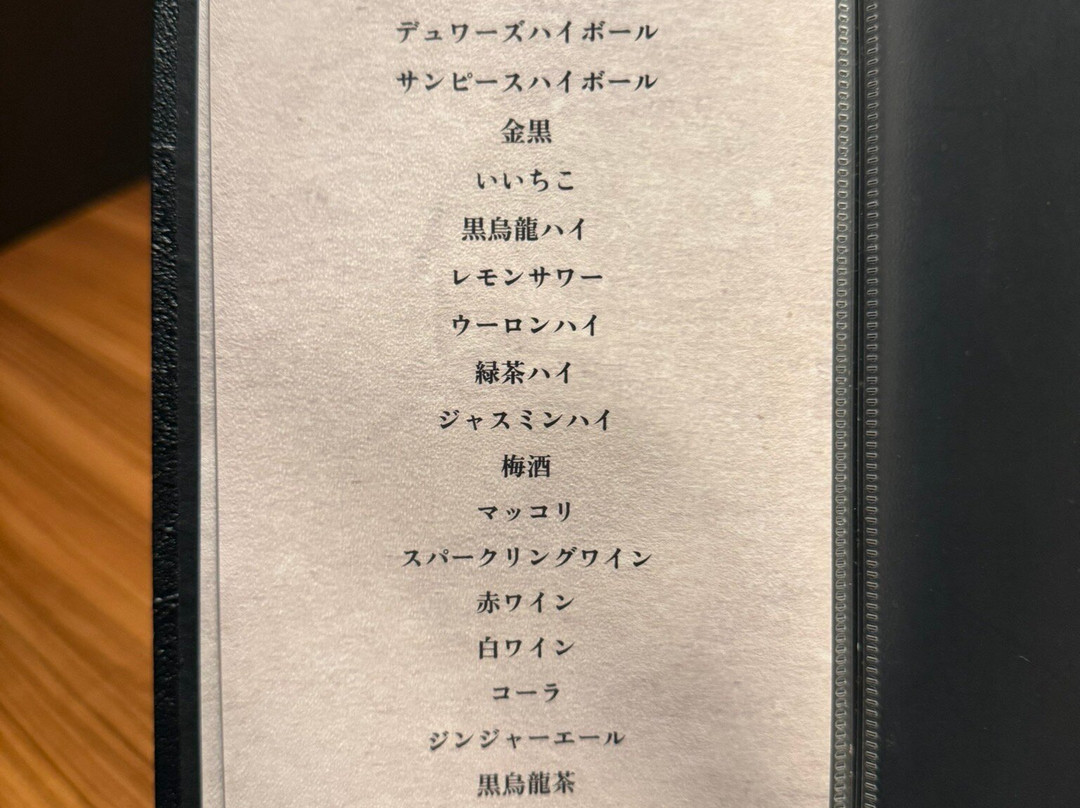 デュワーズハイボール
サンピースハイボール
金黒
いいちこ
黒烏龍ハイ
レモンサワー
ウーロンハイ
緑茶ハイ
ジャスミンハイ
梅酒
マッコリ
スパークリングワイン
赤ワイン
白ワイン
コーラ
ジンジャーエール
黒烏龍茶